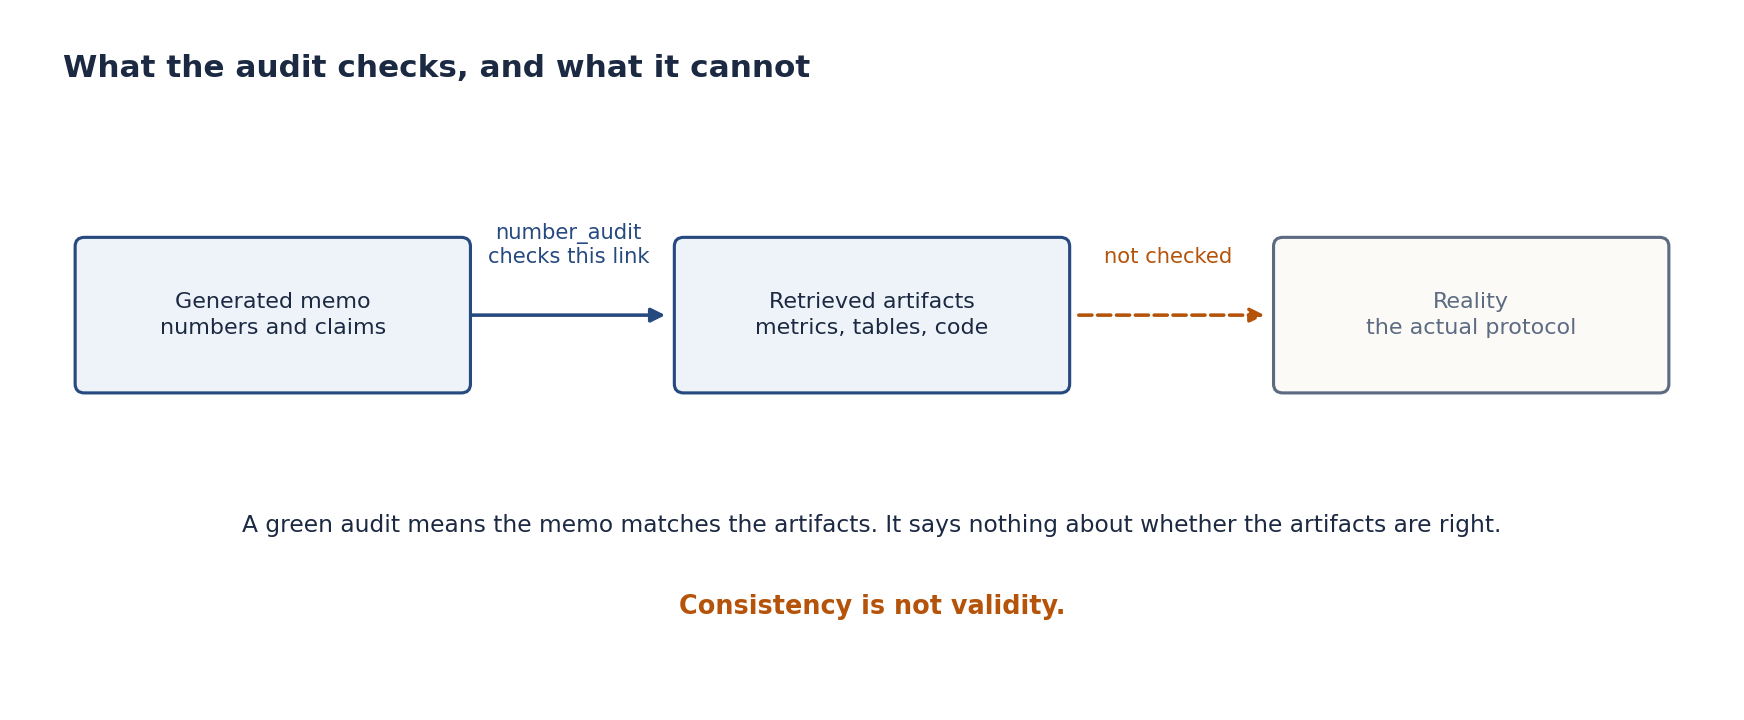 What the audit checks, and what it cannot
number_audit
checks this link
not checked
Generated memo
numbers and claims
Retrieved artifacts
metrics, tables, code
Reality
the actual protocol
A green audit means the memo matches the artifacts. It says nothing about whether the artifacts are right.
Consistency is not validity.